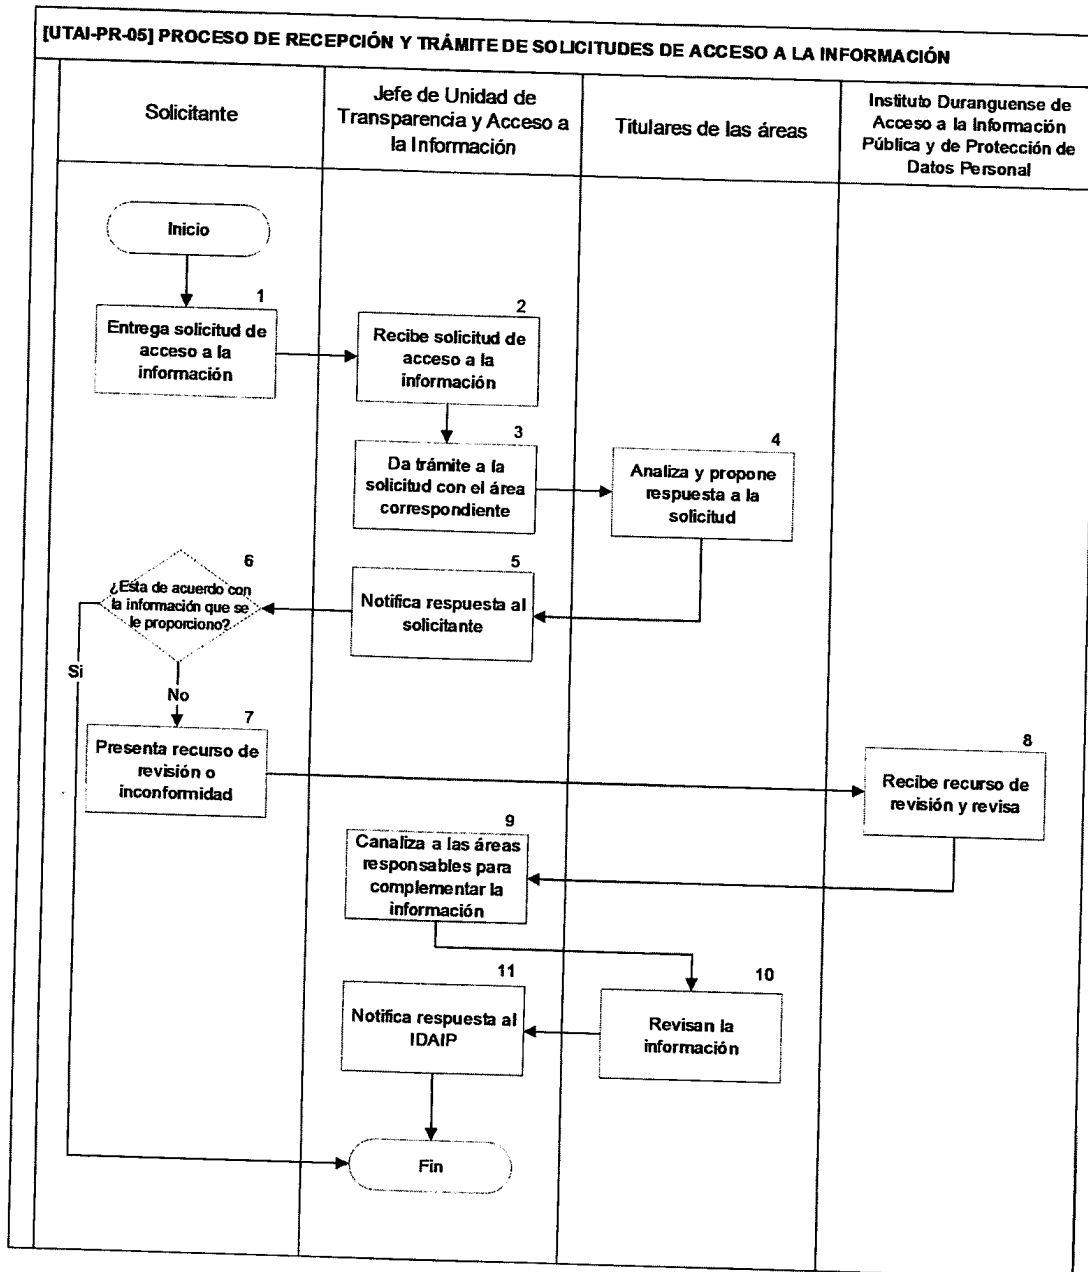 [UTAI-PR-05] PROCESO DE RECEPCIÓN Y TRÁMITE DE SOLICITUDES DE ACCESO A LA INFORMACIÓN
Solicitante
Jefe de Unidad de
Transparencia y Acceso a
la Información
Titulares de las áreas
Instituto Duranguense de
Acceso a la Información
Pública y de Protección de
Datos Personal
Inicio
1
Entrega solicitud de
acceso a la
información
2
Recibe solicitud de
acceso a la
información
3
Da trámite a la
solicitud con el área
correspondiente
4
Analiza y propone
respuesta a la
solicitud
5
Notifica respuesta al
solicitante
6
¿Esta de acuerdo con
la información que se
le proporciono?
Si
No
7
Presenta recurso de
revisión o
inconformidad
8
Recibe recurso de
revisión y revisa
9
Canaliza a las áreas
responsables para
complementar la
información
10
Revisan la
información
11
Notifica respuesta al
IDAIP
Fin